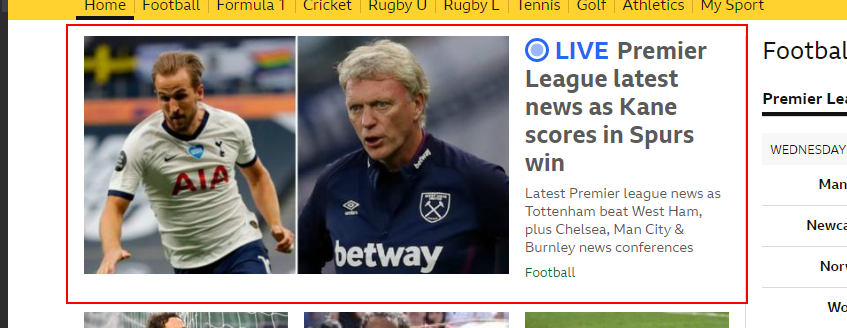 Home Football Formula 1 Cricket Rugby U Rugby L Tennis Golf Athletics My Sport
LIVE Premier
League latest
news as Kane
scores in Spurs
win
Latest Premier league news as
Tottenham beat West Ham,
plus Chelsea, Man City &
Burnley news conferences
Football
AIA
umbro
betway
betway
Footbal
Premier Lea
WEDNESDAY
Man
Newca
Norw
Wo